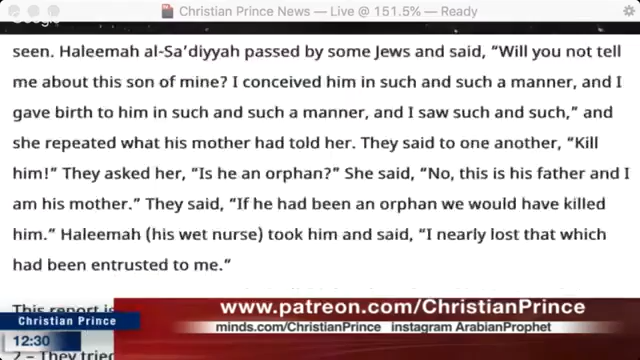 Christian Prince News — Live @ 151.5% — Ready
Google
seen. Haleemah al-Sa’diyyah passed by some Jews and said, “Will you not tell
me about this son of mine? I conceived him in such and such a manner, and I
gave birth to him in such and such a manner, and I saw such and such,” and
she repeated what his mother had told her. They said to one another, “Kill
him!” They asked her, “Is he an orphan?” She said, “No, this is his father and I
am his mother.” They said, “If he had been an orphan we would have killed
him.” Haleemah (his wet nurse) took him and said, “I nearly lost that which
had been entrusted to me.”
This report is
www.patreon.com/ChristianPrince
Christian Prince
minds.com/ChristianPrince instagram ArabianProphet
12:30
2 – They tried